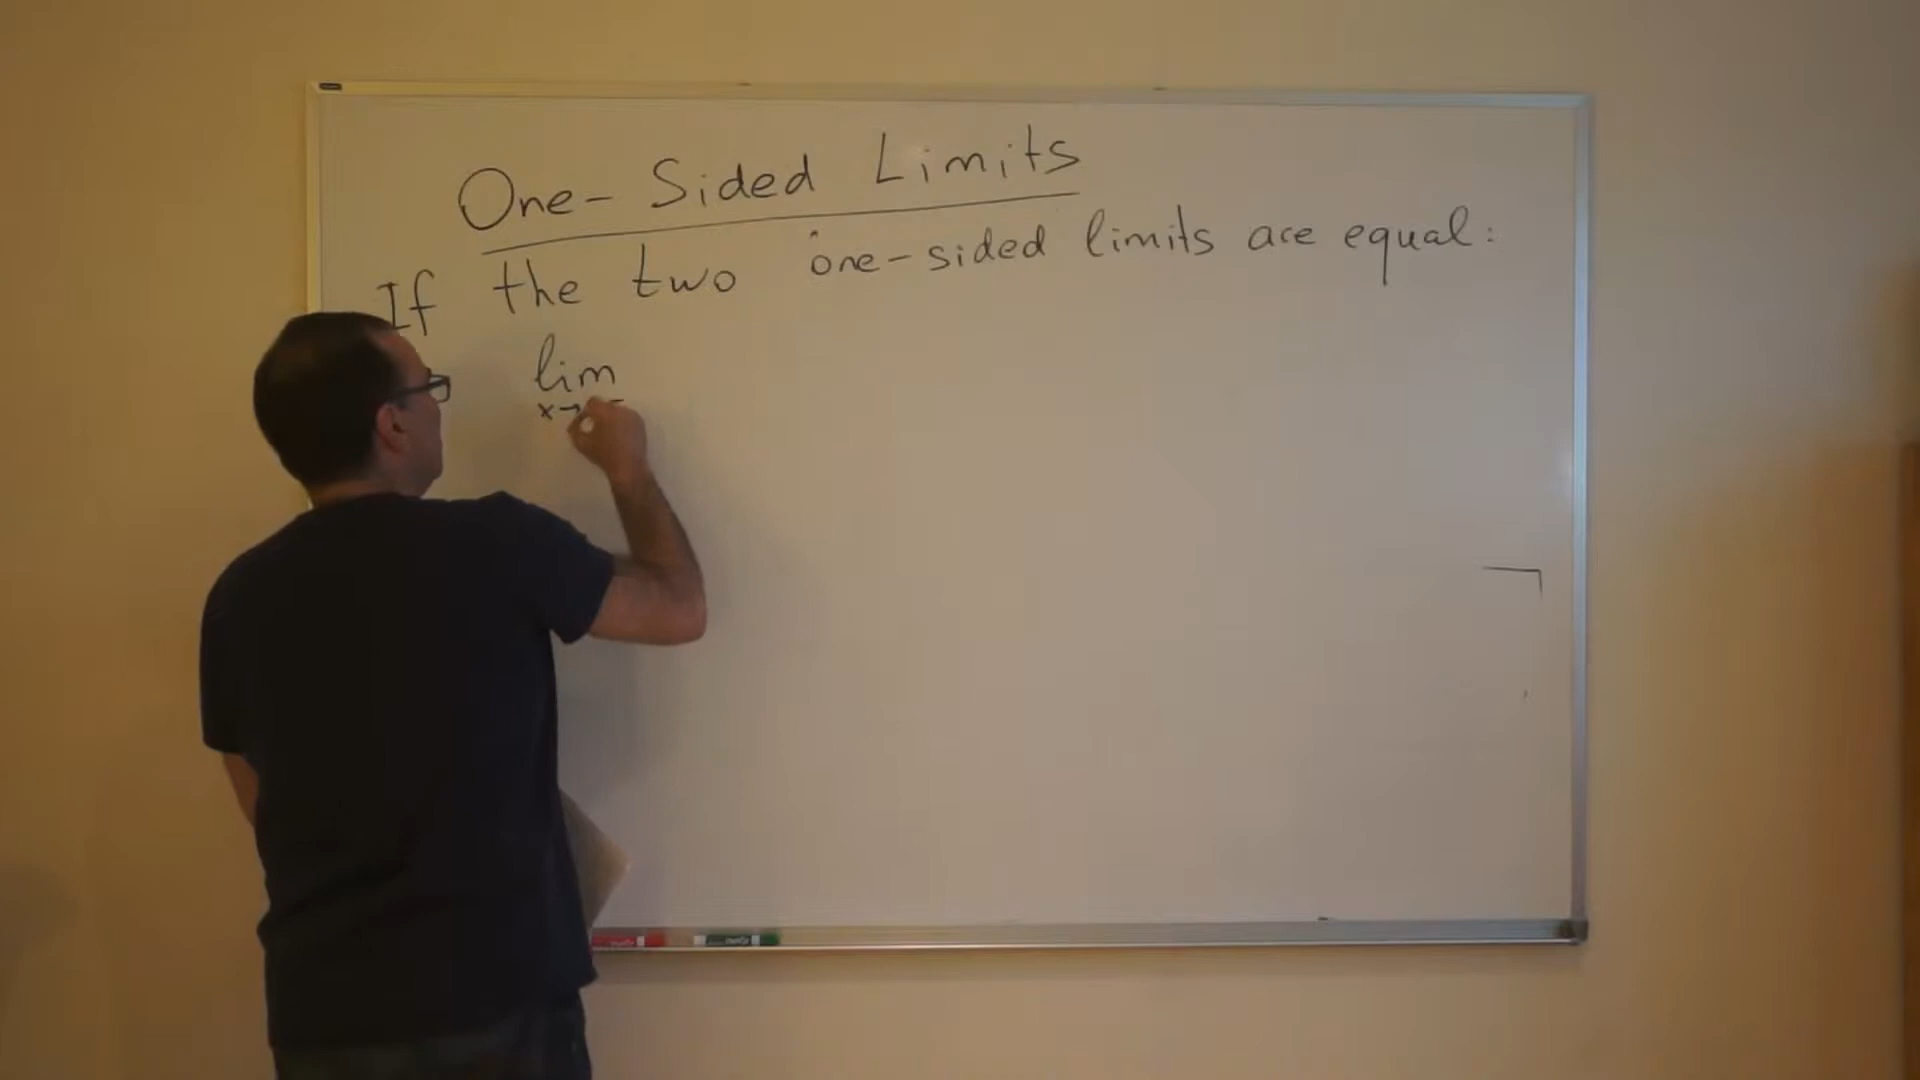 One-Sided Limits
If the two one-sided limits are equal:
lim
x→